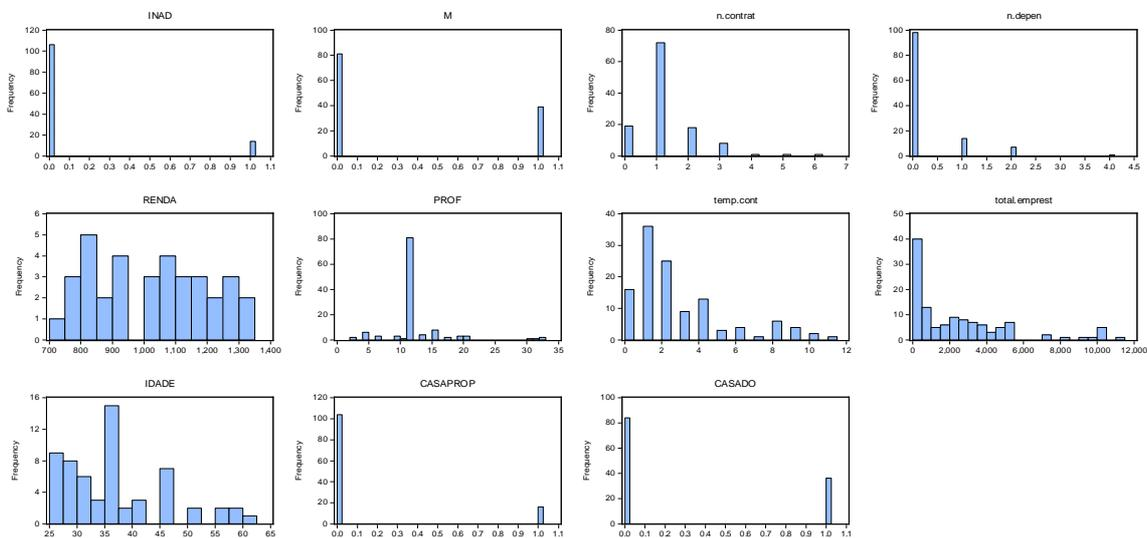 INAD
M
n.contrat
n.depen
120
100
80
60
40
20
0
Frequency
0.0 0.1 0.2 0.3 0.4 0.5 0.6 0.7 0.8 0.9 1.0 1.1
100
80
60
40
20
0
Frequency
0.0 0.1 0.2 0.3 0.4 0.5 0.6 0.7 0.8 0.9 1.0 1.1
80
60
40
20
0
Frequency
0 1 2 3 4 5 6 7
100
80
60
40
20
0
Frequency
0.0 0.5 1.0 1.5 2.0 2.5 3.0 3.5 4.0 4.5
RENDA
PROF
temp.cont
total.emprest
6
5
4
3
2
1
0
Frequency
700 800 900 1,000 1,100 1,200 1,300 1,400
100
80
60
40
20
0
Frequency
0 5 10 15 20 25 30 35
40
30
20
10
0
Frequency
0 2 4 6 8 10 12
50
40
30
20
10
0
Frequency
0 2,000 4,000 6,000 8,000 10,000 12,000
IDADE
CASAPROP
CASADO
16
12
8
4
0
Frequency
25 30 35 40 45 50 55 60 65
120
100
80
60
40
20
0
Frequency
0.0 0.1 0.2 0.3 0.4 0.5 0.6 0.7 0.8 0.9 1.0 1.1
100
80
60
40
20
0
Frequency
0.0 0.1 0.2 0.3 0.4 0.5 0.6 0.7 0.8 0.9 1.0 1.1